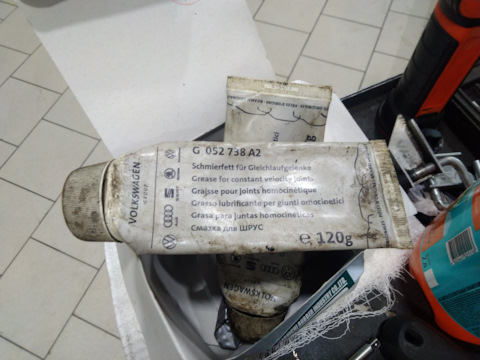 G 052 738 A2
Schmierfett für Gleichlaufgelenke
Grease for constant velocity joints
Graisse pour joints homocinétique
Grasso lubrificante per giunti omocinetici
Grasa para juntas homocinéticas
Смазка для ШРУС
℮ 120g
VOLKSWAGEN
GROUP
VOLKSWAGEN